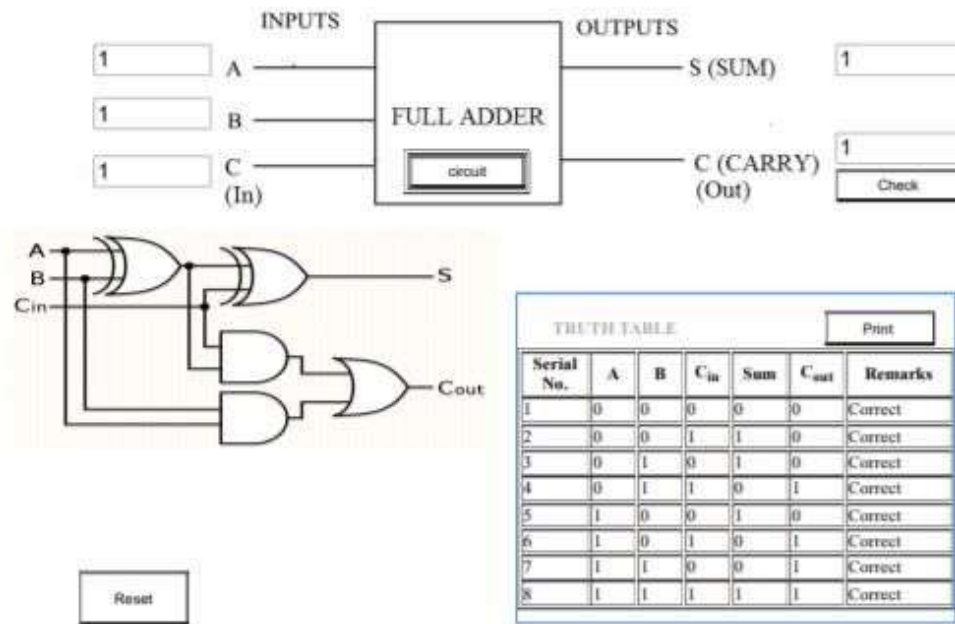 INPUTS OUTPUTS
1 A S (SUM) 1
1 B FULL ADDER
1 C (In) circuit C (CARRY) (Out) 1
Check
A
B
Cin
S
Cout
TRUTH TABLE Print
Serial No. A B Cin Sum Cout Remarks
1 0 0 0 0 0 Correct
2 0 0 1 1 0 Correct
3 0 1 0 1 0 Correct
4 0 1 1 0 1 Correct
5 1 0 0 1 0 Correct
6 1 0 1 0 1 Correct
7 1 1 0 0 1 Correct
8 1 1 1 1 1 Correct
Reset